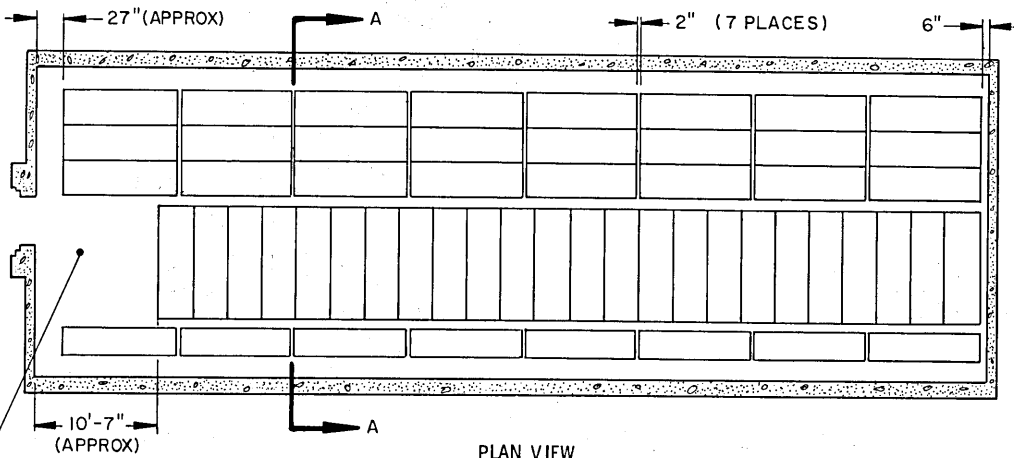 27" (APPROX)
A
2" (7 PLACES)
6"
10'-7"
(APPROX)
A
PLAN VIEW